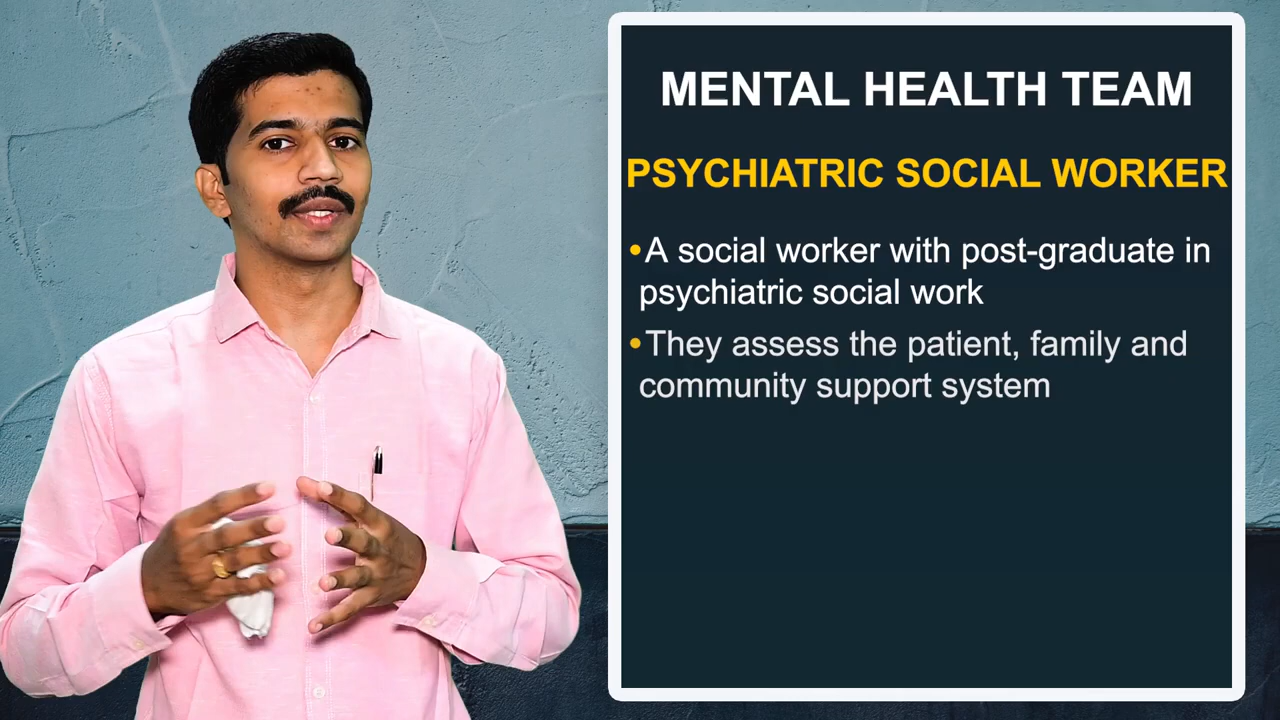 MENTAL HEALTH TEAM
PSYCHIATRIC SOCIAL WORKER
•A social worker with post-graduate in
psychiatric social work
•They assess the patient, family and
community support system